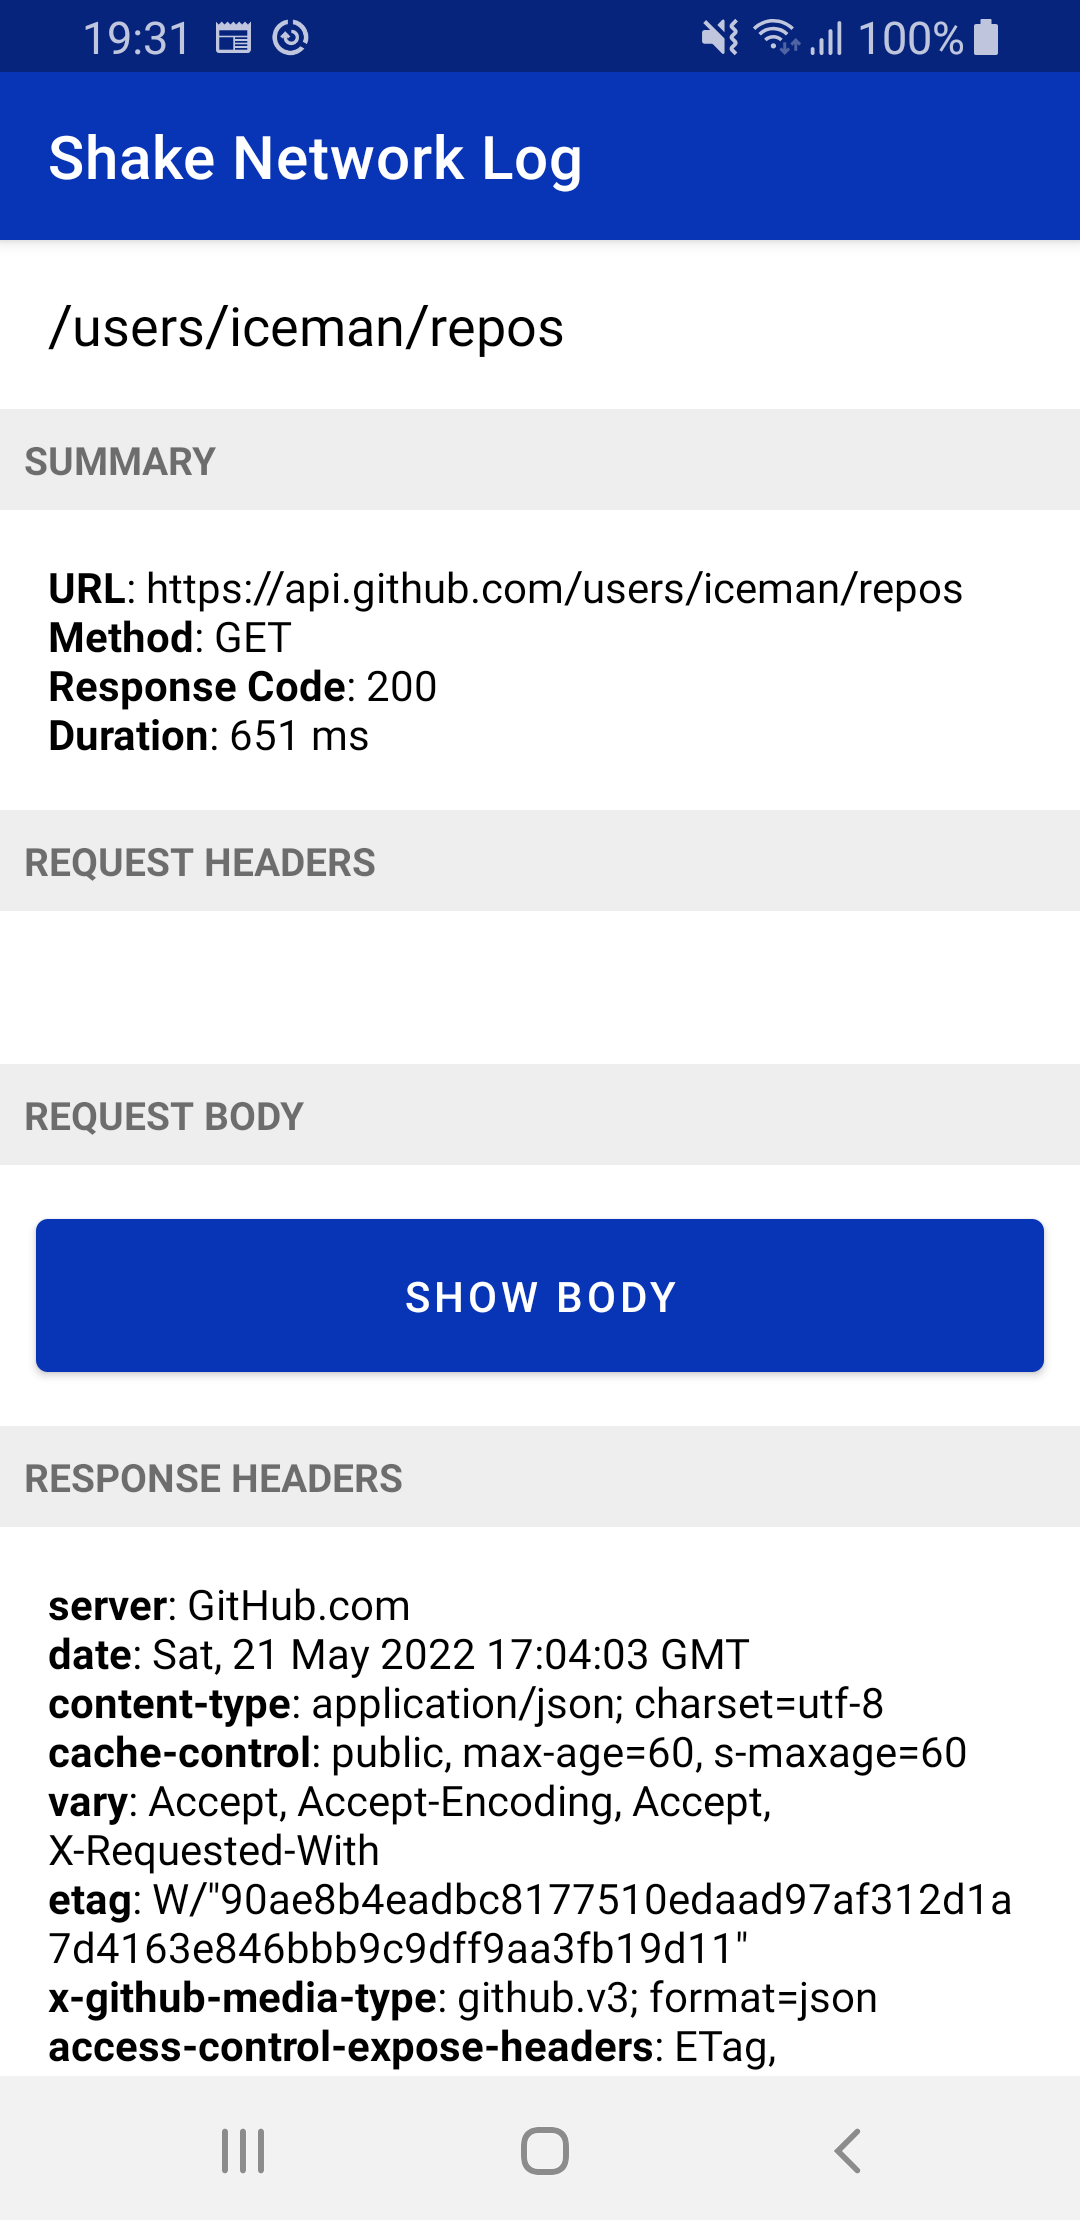 19:31 100%
Shake Network Log
/users/iceman/repos
SUMMARY
URL: https://api.github.com/users/iceman/repos
Method: GET
Response Code: 200
Duration: 651 ms
REQUEST HEADERS
REQUEST BODY
SHOW BODY
RESPONSE HEADERS
server: GitHub.com
date: Sat, 21 May 2022 17:04:03 GMT
content-type: application/json; charset=utf-8
cache-control: public, max-age=60, s-maxage=60
vary: Accept, Accept-Encoding, Accept,
X-Requested-With
etag: W/"90ae8b4eadbc8177510edaad97af312d1a
7d4163e846bbb9c9dff9aa3fb19d11"
x-github-media-type: github.v3; format=json
access-control-expose-headers: ETag,